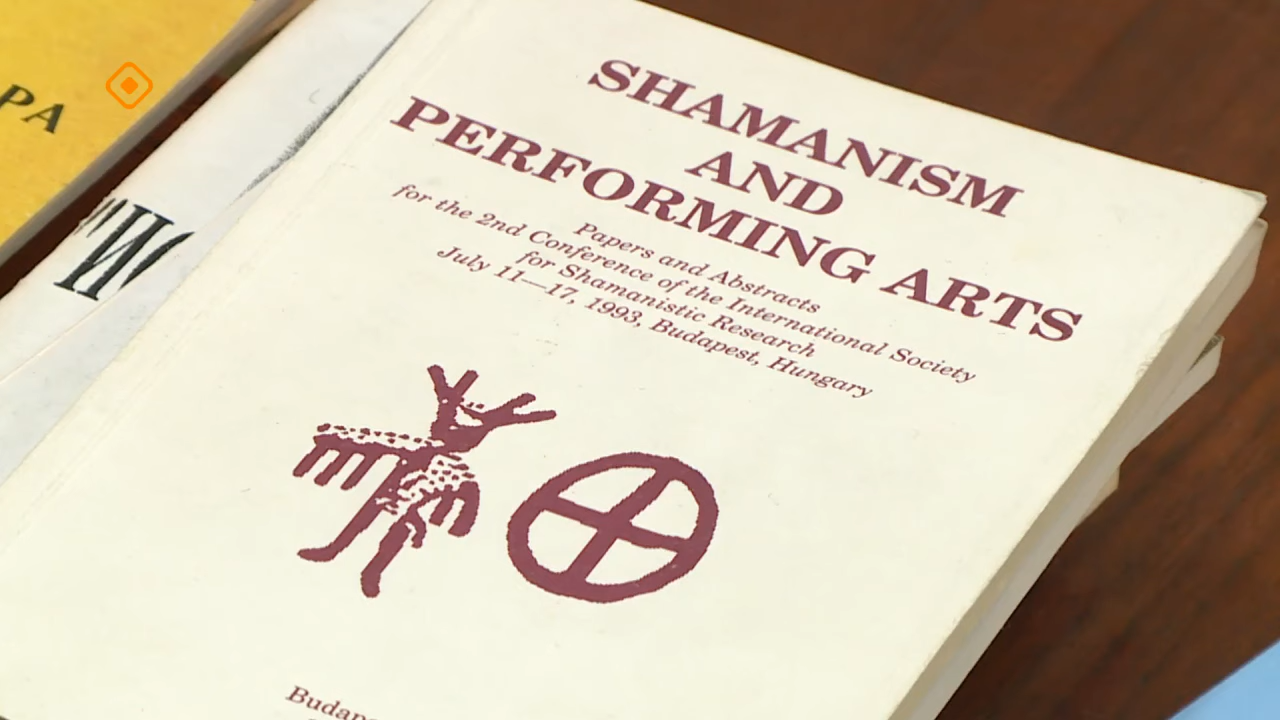 PA
"W
SHAMANISM
AND
PERFORMING ARTS
Papers and Abstracts
for the 2nd Conference of the International Society
for Shamanistic Research
July 11—17, 1993, Budapest, Hungary